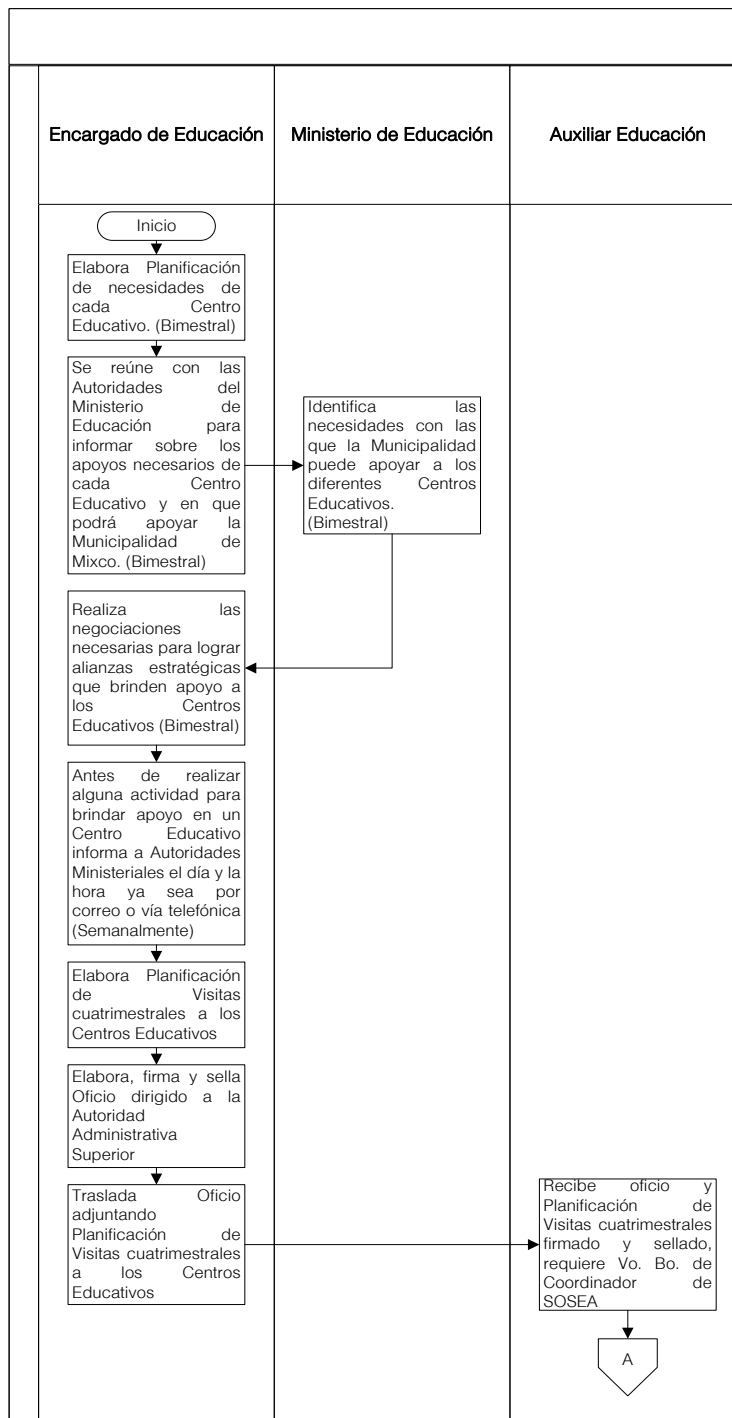 Encargado de Educación
Ministerio de Educación
Auxiliar Educación
Inicio
Elabora Planificación
de necesidades de
cada Centro
Educativo. (Bimestral)
Se reúne con las
Autoridades del
Ministerio de
Educación para
informar sobre los
apoyos necesarios de
cada Centro
Educativo y en que
podrá apoyar la
Municipalidad de
Mixco. (Bimestral)
Identifica las
necesidades con las
que la Municipalidad
puede apoyar a los
diferentes Centros
Educativos.
(Bimestral)
Realiza las
negociaciones
necesarias para lograr
alianzas estratégicas
que brinden apoyo a
los Centros
Educativos (Bimestral)
Antes de realizar
alguna actividad para
brindar apoyo en un
Centro Educativo
informa a Autoridades
Ministeriales el día y la
hora ya sea por
correo o vía telefónica
(Semanalmente)
Elabora Planificación
de Visitas
cuatrimestrales a los
Centros Educativos
Elabora, firma y sella
Oficio dirigido a la
Autoridad
Administrativa
Superior
Traslada Oficio
adjuntando
Planificación de
Visitas cuatrimestrales
a los Centros
Educativos
Recibe oficio y
Planificación de
Visitas cuatrimestrales
firmado y sellado,
requiere Vo. Bo. de
Coordinador de
SOSEA
A